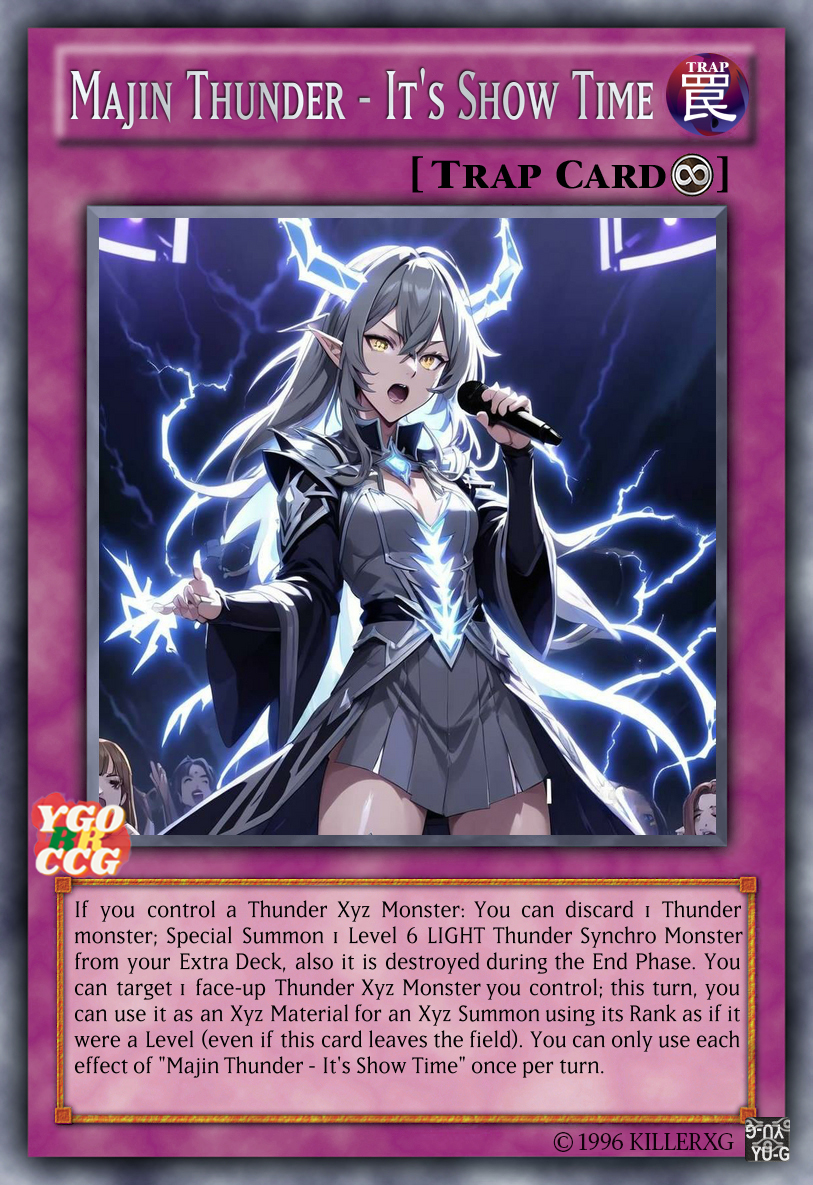 Majin Thunder - It's Show Time
TRAP
罠
[Trap Card∞]
YGO
BR
CCG
If you control a Thunder Xyz Monster: You can discard 1 Thunder
monster; Special Summon 1 Level 6 LIGHT Thunder Synchro Monster
from your Extra Deck, also it is destroyed during the End Phase. You
can target 1 face-up Thunder Xyz Monster you control; this turn, you
can use it as an Xyz Material for an Xyz Summon using its Rank as if it
were a Level (even if this card leaves the field). You can only use each
effect of "Majin Thunder - It's Show Time" once per turn.
© 1996 KILLERXG
YU-G
YU-G